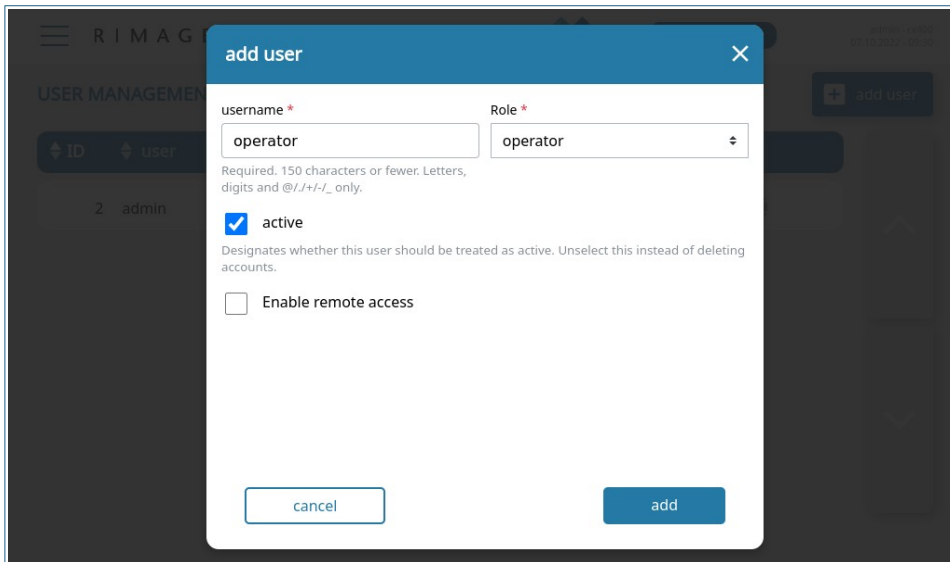 RIMAG
add user
USER MANAGEMEN
add user
ID user
2 admin
username *
Role *
operator
operator
Required. 150 characters or fewer. Letters,
digits and @/./+/-/_ only.
active
Designates whether this user should be treated as active. Unselect this instead of deleting
accounts.
Enable remote access
cancel
add